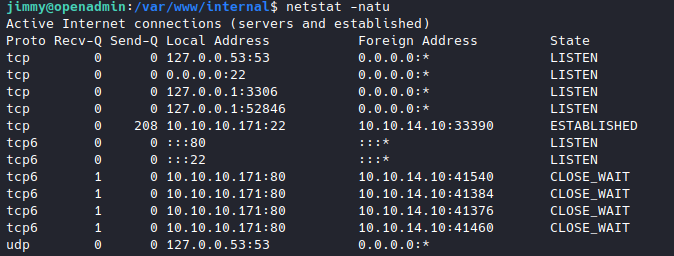 jimmy@openadmin:/var/www/internal$ netstat -natu
Active Internet connections (servers and established)
Proto Recv-Q Send-Q Local Address           Foreign Address         State
tcp        0      0 127.0.0.53:53           0.0.0.0:*               LISTEN
tcp        0      0 0.0.0.0:22              0.0.0.0:*               LISTEN
tcp        0      0 127.0.0.1:3306          0.0.0.0:*               LISTEN
tcp        0      0 127.0.0.1:52846         0.0.0.0:*               LISTEN
tcp        0    208 10.10.10.171:22         10.10.14.10:33390       ESTABLISHED
tcp6       0      0 :::80                   :::*                    LISTEN
tcp6       0      0 :::22                   :::*                    LISTEN
tcp6       1      0 10.10.10.171:80         10.10.14.10:41540       CLOSE_WAIT
tcp6       1      0 10.10.10.171:80         10.10.14.10:41384       CLOSE_WAIT
tcp6       1      0 10.10.10.171:80         10.10.14.10:41376       CLOSE_WAIT
tcp6       1      0 10.10.10.171:80         10.10.14.10:41460       CLOSE_WAIT
udp        0      0 127.0.0.53:53           0.0.0.0:*